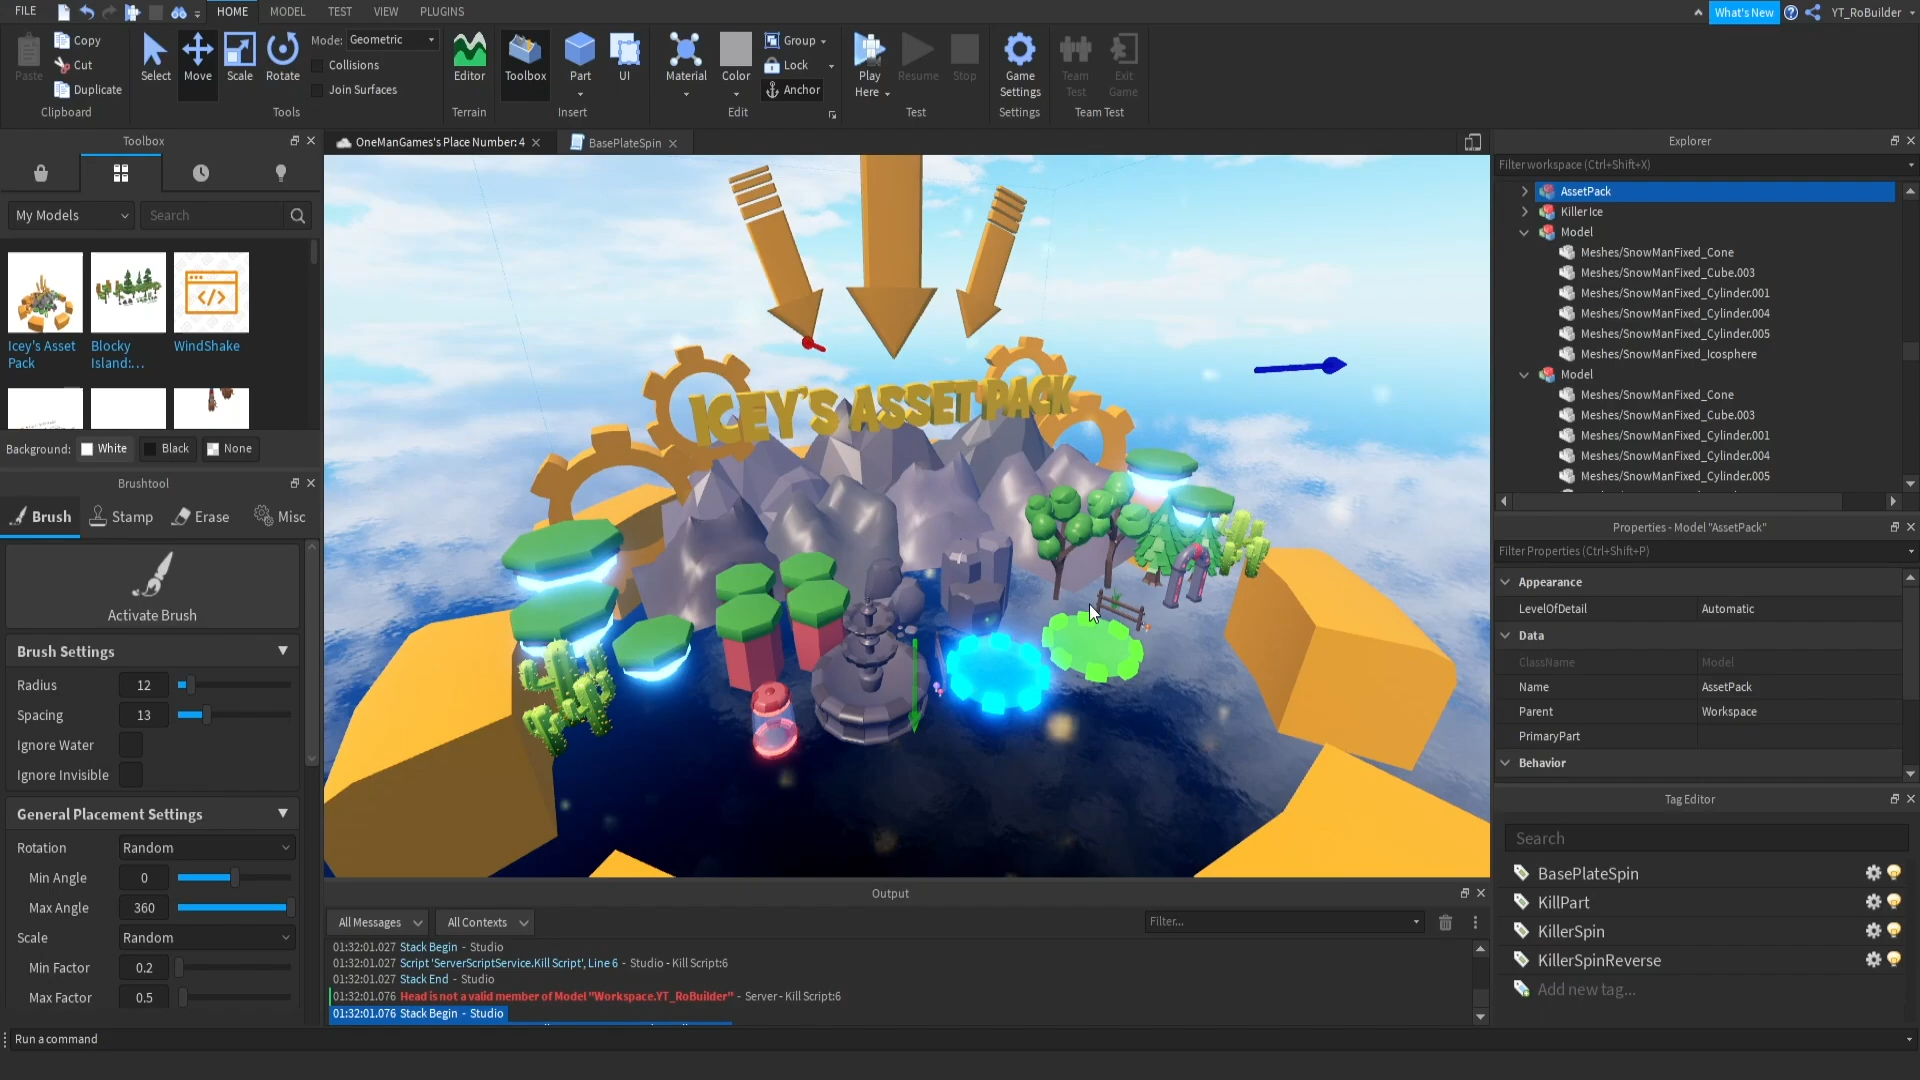 FILE HOME MODEL TEST VIEW PLUGINS What's New YT_RoBuilder
Paste Copy Cut Duplicate Clipboard
Select Move Scale Rotate Mode: Geometric Collisions Join Surfaces Tools
Editor Terrain
Toolbox Part UI Insert
Material Color Group Lock Anchor Edit
Play Here Resume Stop Test
Game Settings Settings
Team Test Exit Game Team Test
Toolbox
My Models Search
Icey's Asset Pack
Blocky Island:...
WindShake
Background: White Black None
Brushtool
Brush Stamp Erase Misc
Activate Brush
Brush Settings
Radius 12
Spacing 13
Ignore Water
Ignore Invisible
General Placement Settings
Rotation Random
Min Angle 0
Max Angle 360
Scale Random
Min Factor 0.2
Max Factor 0.5
Run a command
OneManGames's Place Number: 4 BasePlateSpin
ICEY'S ASSET PACK
Output
All Messages All Contexts Filter...
01:32:01.027 Stack Begin - Studio
01:32:01.027 Script 'ServerScriptService.Kill Script', Line 6 - Studio - Kill Script:6
01:32:01.027 Stack End - Studio
01:32:01.076 Head is not a valid member of Model "Workspace.YT_RoBuilder" - Server - Kill Script:6
01:32:01.076 Stack Begin - Studio
Explorer
Filter workspace (Ctrl+Shift+X)
AssetPack
Killer Ice
Model
Meshes/SnowManFixed_Cone
Meshes/SnowManFixed_Cube.003
Meshes/SnowManFixed_Cylinder.001
Meshes/SnowManFixed_Cylinder.004
Meshes/SnowManFixed_Cylinder.005
Meshes/SnowManFixed_Icosphere
Model
Meshes/SnowManFixed_Cone
Meshes/SnowManFixed_Cube.003
Meshes/SnowManFixed_Cylinder.001
Meshes/SnowManFixed_Cylinder.004
Meshes/SnowManFixed_Cylinder.005
Properties - Model "AssetPack"
Filter Properties (Ctrl+Shift+P)
Appearance
LevelOfDetail Automatic
Data
ClassName Model
Name AssetPack
Parent Workspace
PrimaryPart
Behavior
Tag Editor
Search
BasePlateSpin
KillPart
KillerSpin
KillerSpinReverse
Add new tag...